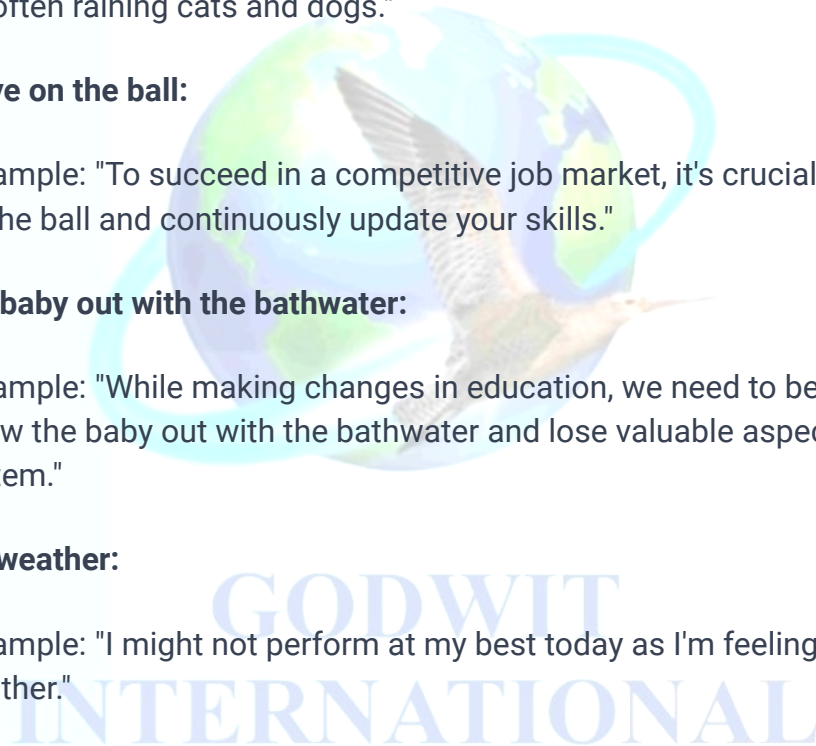 often raining cats and dogs."
ve on the ball:
ample: "To succeed in a competitive job market, it's crucial
he ball and continuously update your skills."
baby out with the bathwater:
ample: "While making changes in education, we need to be
w the baby out with the bathwater and lose valuable aspec
tem."
weather:
GODWIT
ample: "I might not perform at my best today as I'm feeling
ther."
INTERNATIONAL